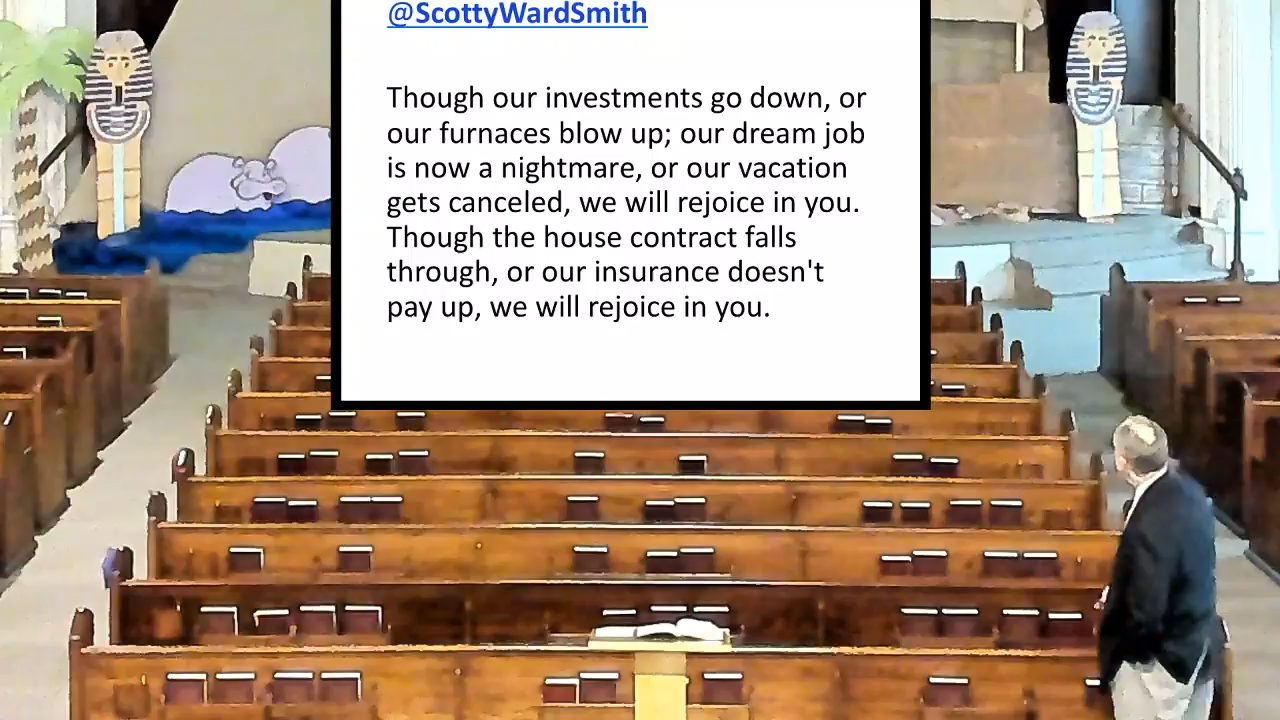 @ScottyWardSmith
Though our investments go down, or
our furnaces blow up; our dream job
is now a nightmare, or our vacation
gets canceled, we will rejoice in you.
Though the house contract falls
through, or our insurance doesn't
pay up, we will rejoice in you.